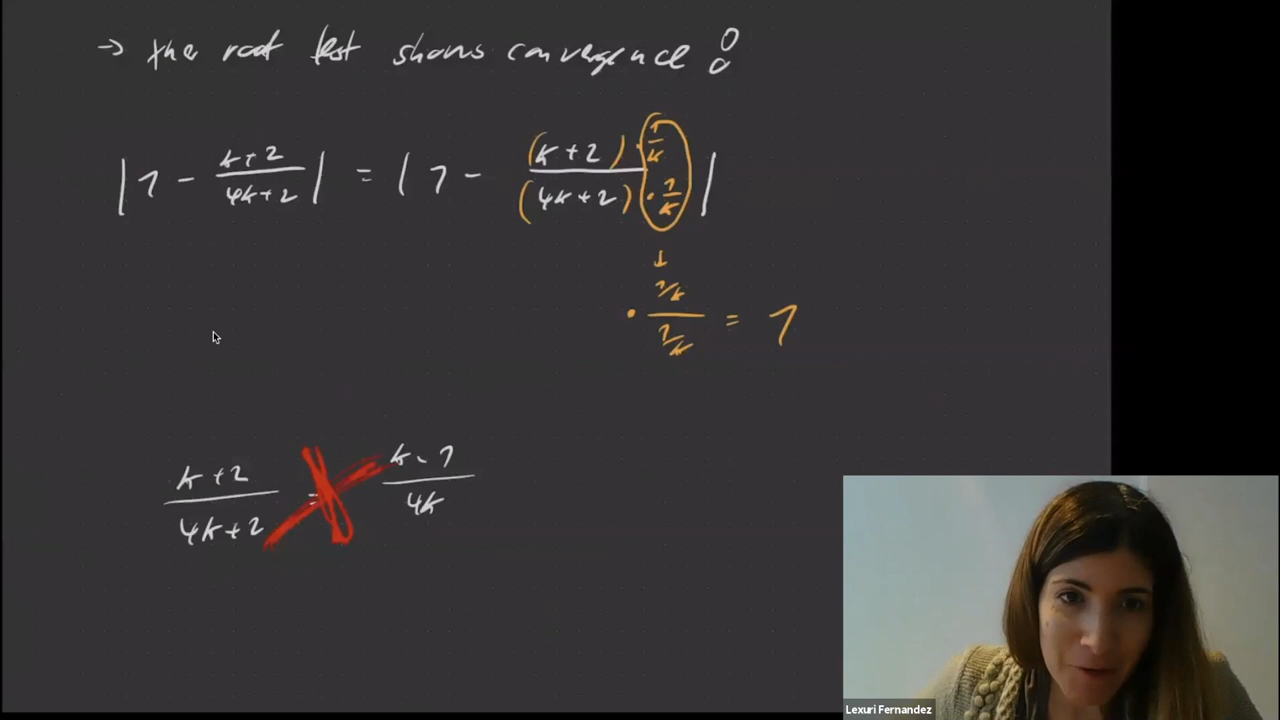 → the root test shows convergence :
|1 - (k+2)/(4k+2)| = |1 - ((k+2) · 1/k)/((4k+2) · 1/k)|
↓
· (1/k)/(1/k) = 1
(k+2)/(4k+2) = (k · 1)/(4k)
Lexuri Fernandez